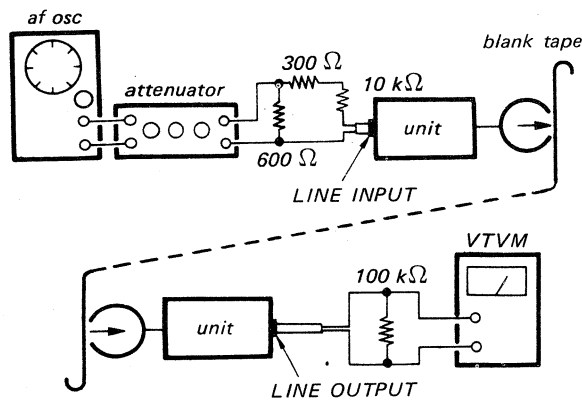 af osc
blank tape
attenuator
300 Ω
10 kΩ
unit
600 Ω
LINE INPUT
VTVM
100 kΩ
unit
LINE OUTPUT